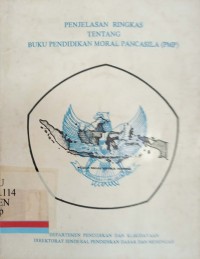 PENJELASAN RINGKAS
TENTANG
BUKU PENDIDIKAN MORAL PANCASILA (PMP)
U
.114
EN
p
DEPARTEMEN PENDIDIKAN DAN KEBUDAYAAN
DIREKTORAT JENDERAL PENDIDIKAN DASAR DAN MENENGAH